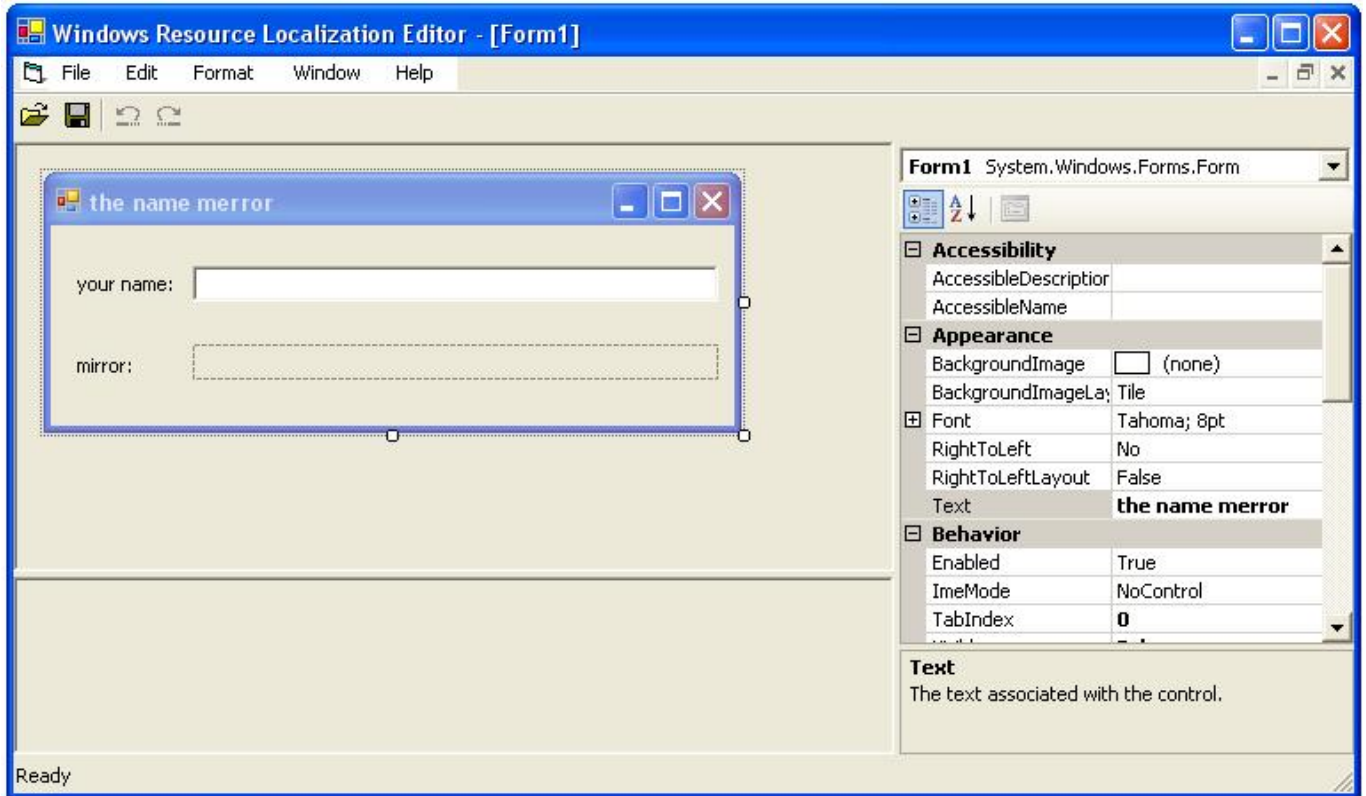 Windows Resource Localization Editor - [Form1]
File Edit Format Window Help
the name merror
your name:
mirror:
Form1 System.Windows.Forms.Form
A
Z
Accessibility
AccessibleDescription
AccessibleName
Appearance
BackgroundImage (none)
BackgroundImageLay Tile
Font Tahoma; 8pt
RightToLeft No
RightToLeftLayout False
Text the name merror
Behavior
Enabled True
ImeMode NoControl
TabIndex 0
Text
The text associated with the control.
Ready